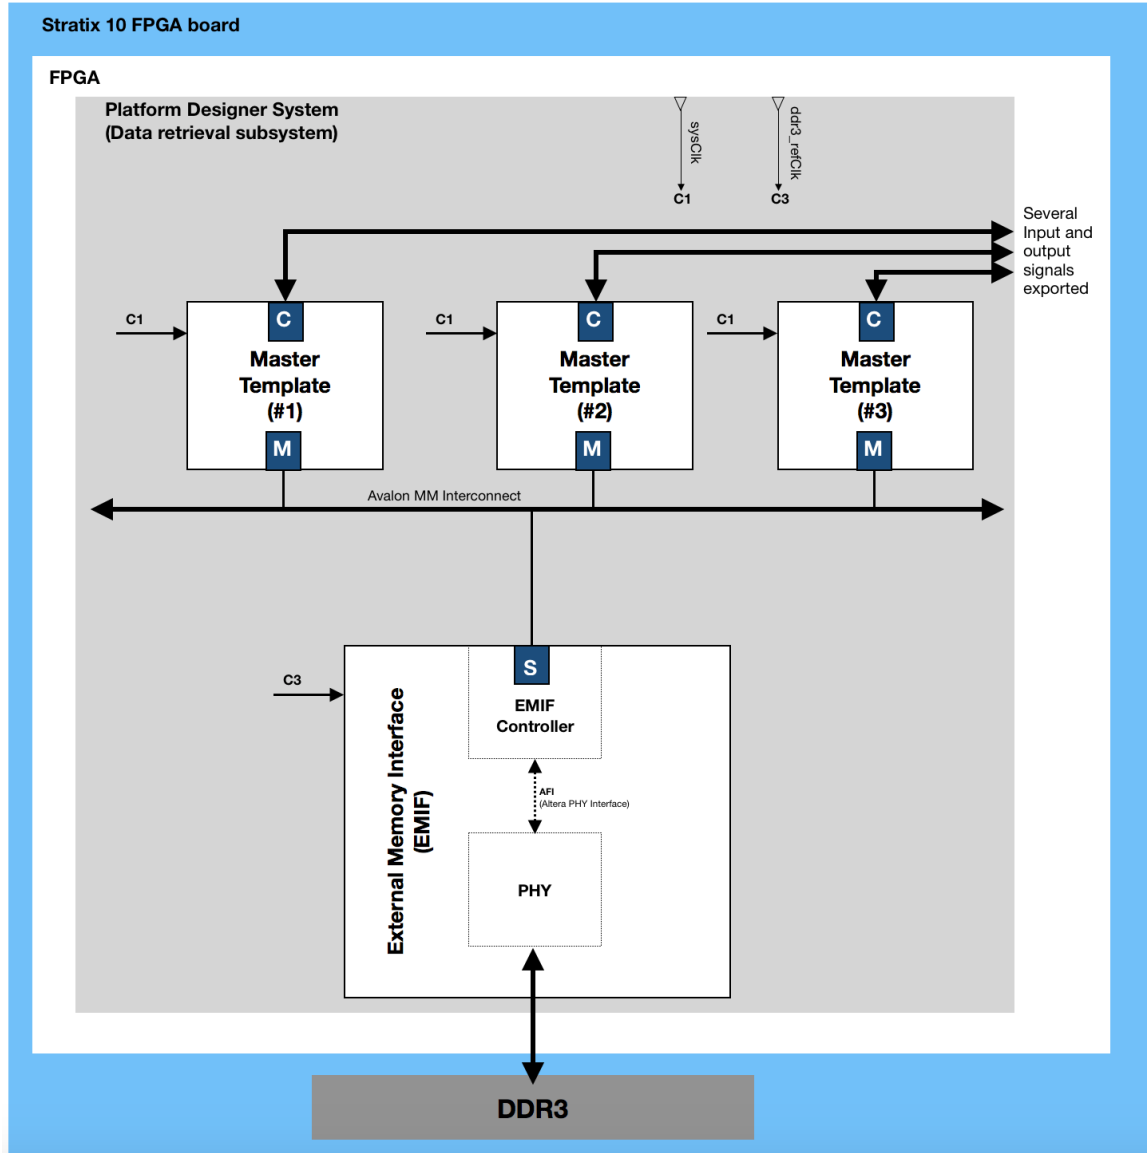 Stratix 10 FPGA board
FPGA
Platform Designer System
(Data retrieval subsystem)
sysClk
ddr3_refClk
C1
C3
Several
Input and
output
signals
exported
C1
C
Master
Template
(#1)
M
C1
C
Master
Template
(#2)
M
C1
C
Master
Template
(#3)
M
Avalon MM Interconnect
C3
External Memory Interface
(EMIF)
S
EMIF
Controller
AFI
(Altera PHY Interface)
PHY
DDR3